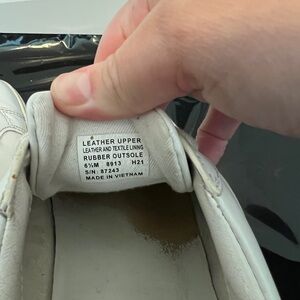 LEATHER UPPER
LEATHER AND TEXTILE LINING
RUBBER OUTSOLE
6½M 8913 H21
S/N: 87243
MADE IN VIETNAM